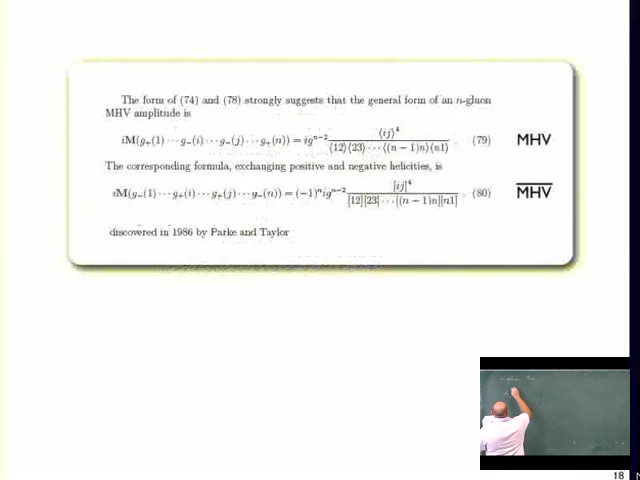 The form of (74) and (78) strongly suggests that the general form of an n-gluon
MHV amplitude is
iM(g₊(1) ··· g₋(i) ··· g₋(j) ··· g₊(n)) = ig^{n−2} ⟨ij⟩⁴ / ⟨12⟩⟨23⟩ ··· ⟨(n−1)n⟩⟨n1⟩ . (79) MHV
The corresponding formula, exchanging positive and negative helicities, is
iM(g₋(1) ··· g₊(i) ··· g₊(j) ··· g₋(n)) = (−1)ⁿig^{n−2} [ij]⁴ / [12][23] ··· [(n−1)n][n1] . (80) M̅H̅V̅
discovered in 1986 by Parke and Taylor
18